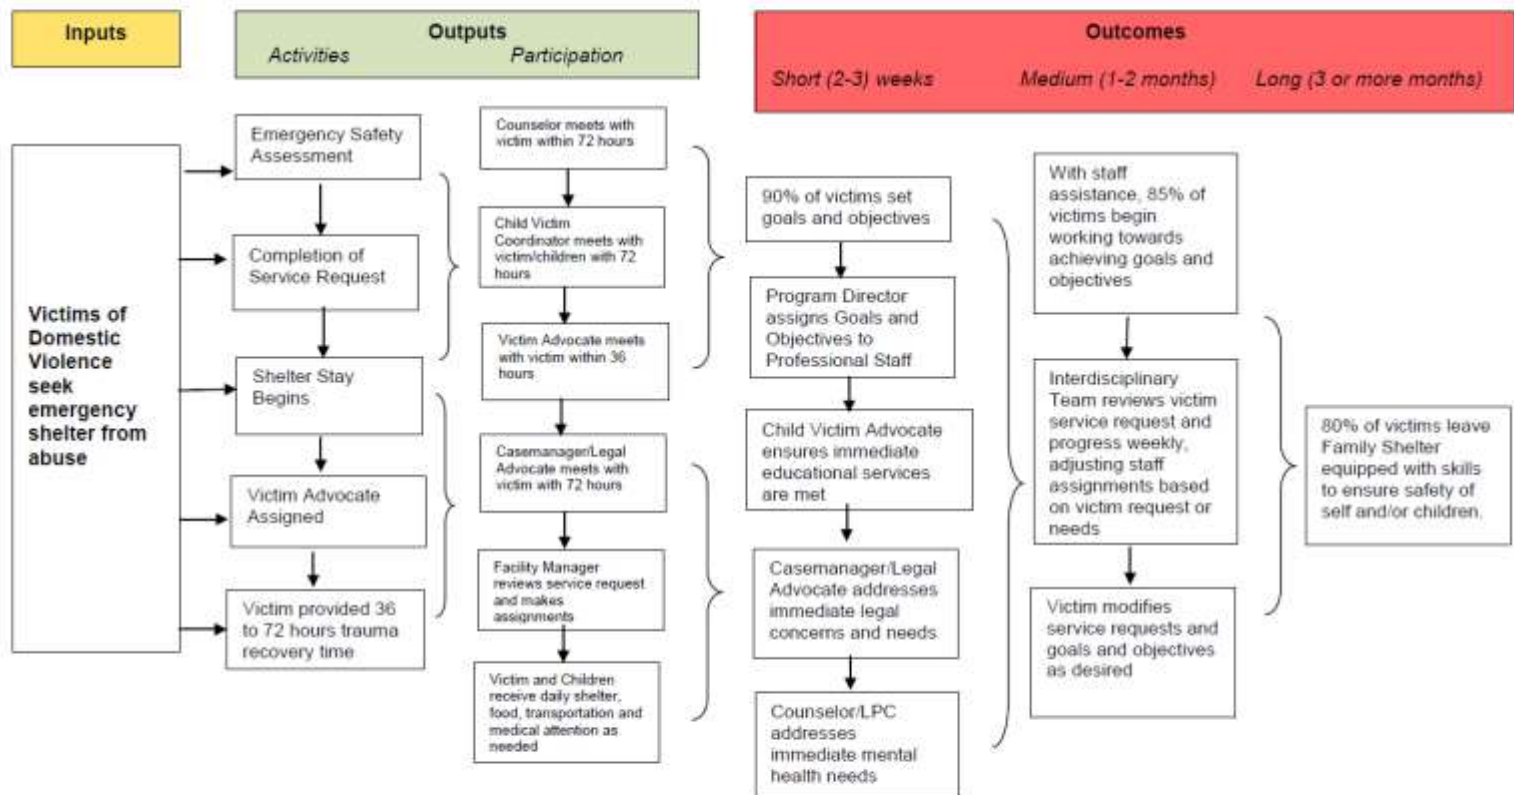 Inputs
Outputs
Activities
Participation
Outcomes
Short (2-3) weeks
Medium (1-2 months)
Long (3 or more months)
Victims of
Domestic
Violence
seek
emergency
shelter from
abuse
Emergency Safety
Assessment
Completion of
Service Request
Shelter Stay
Begins
Victim Advocate
Assigned
Victim provided 36
to 72 hours trauma
recovery time
Counselor meets with
victim within 72 hours
Child Victim
Coordinator meets with
victim/children with 72
hours
Victim Advocate meets
with victim within 36
hours
Casemanager/Legal
Advocate meets with
victim with 72 hours
Facility Manager
reviews service request
and makes
assignments
Victim and Children
receive daily shelter,
food, transportation and
medical attention as
needed
90% of victims set
goals and objectives
Program Director
assigns Goals and
Objectives to
Professional Staff
Child Victim Advocate
ensures immediate
educational services
are met
Casemanager/Legal
Advocate addresses
immediate legal
concerns and needs
Counselor/LPC
addresses
immediate mental
health needs
With staff
assistance, 85% of
victims begin
working towards
achieving goals and
objectives
Interdisciplinary
Team reviews victim
service request and
progress weekly,
adjusting staff
assignments based
on victim request or
needs
Victim modifies
service requests and
goals and objectives
as desired
80% of victims leave
Family Shelter
equipped with skills
to ensure safety of
self and/or children.